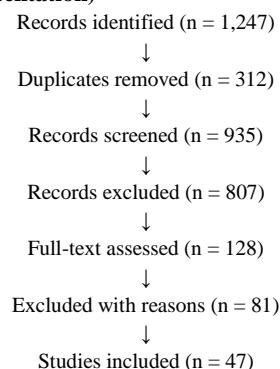 entation)
Records identified (n = 1,247)
↓
Duplicates removed (n = 312)
↓
Records screened (n = 935)
↓
Records excluded (n = 807)
↓
Full-text assessed (n = 128)
↓
Excluded with reasons (n = 81)
↓
Studies included (n = 47)